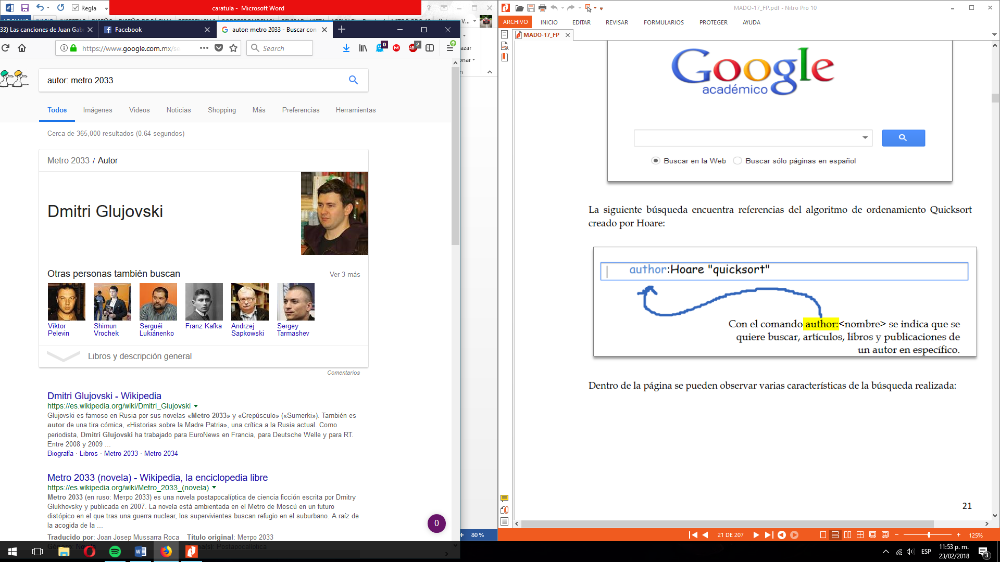 Regla
caratula - Microsoft Word
33) Las canciones de Juan Gab
Facebook
autor: metro 2033 - Buscar con
https://www.google.com.mx/se
Search
0
2
autor: metro 2033
Todos
Imágenes
Videos
Noticias
Shopping
Más
Preferencias
Herramientas
Cerca de 365,000 resultados (0.64 segundos)
Metro 2033 / Autor
Dmitri Glujovski
Otras personas también buscan
Ver 3 más
Víktor Pelevin
Shimun Vrochek
Serguéi Lukiánenko
Franz Kafka
Andrzej Sapkowski
Sergey Tarmashev
Libros y descripción general
Comentarios
Dmitri Glujovski - Wikipedia
https://es.wikipedia.org/wiki/Dmitri_Glujovski
Glujovski es famoso en Rusia por sus novelas «Metro 2033» y «Crepúsculo» («Sumerki»). También es
autor de una tira cómica, «Historias sobre la Madre Patria», una crítica a la Rusia actual. Como
periodista, Dmitri Glujovski ha trabajado para EuroNews en Francia, para Deutsche Welle y para RT.
Entre 2008 y 2009 ...
Biografía · Libros · Metro 2033 · Metro 2034
Metro 2033 (novela) - Wikipedia, la enciclopedia libre
https://es.wikipedia.org/wiki/Metro_2033_(novela)
Metro 2033 (en ruso: Метро 2033) es una novela postapocalíptica de ciencia ficción escrita por Dmitry
Glukhovsky y publicada en 2007. La novela está ambientada en el Metro de Moscú en un futuro
distópico en el que tras una guerra nuclear, los supervivientes buscan refugio en el suburbano. A raíz de
la acogida de la ...
Traducido por: Joan Josep Mussarra Roca Título original: Метро 2033
0
80 %
MADO-17_FP.pdf - Nitro Pro 10
ARCHIVO
INICIO
EDITAR
REVISAR
FORMULARIOS
PROTEGER
AYUDA
MADO-17_FP
Google
académico
Buscar en la Web
Buscar sólo páginas en español
La siguiente búsqueda encuentra referencias del algoritmo de ordenamiento Quicksort
creado por Hoare:
author:Hoare "quicksort"
Con el comando author:<nombre> se indica que se
quiere buscar, artículos, libros y publicaciones de
un autor en específico.
Dentro de la página se pueden observar varias características de la búsqueda realizada:
21
21 DE 207
125%
ESP
11:53 p. m.
23/02/2018
3